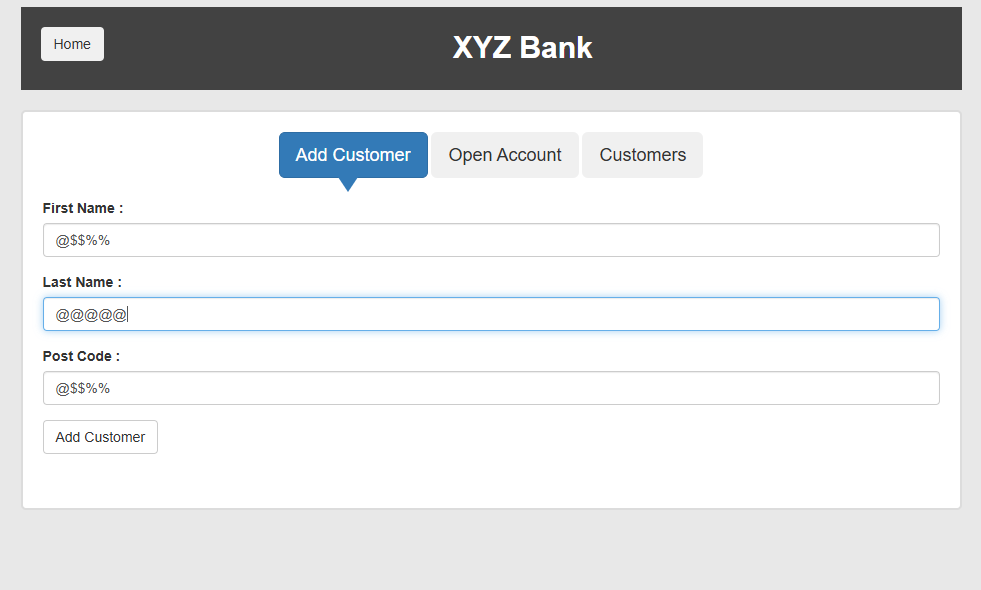 Home
XYZ Bank
Add Customer
Open Account
Customers
First Name :
@$$%%
Last Name :
@@@@@
Post Code :
@$$%%
Add Customer